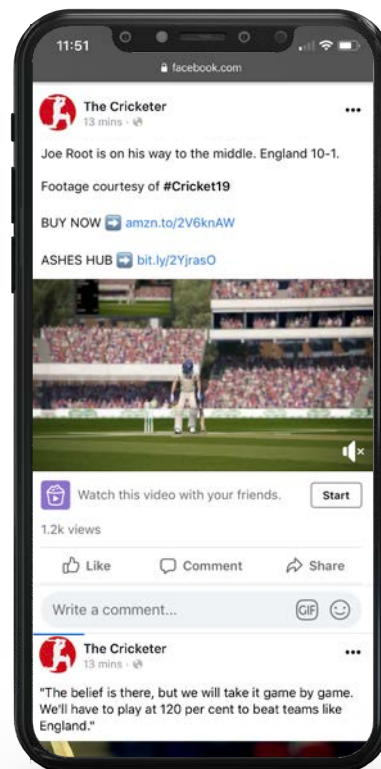 11:51
facebook.com
The Cricketer
13 mins ·
Joe Root is on his way to the middle. England 10-1.
Footage courtesy of #Cricket19
BUY NOW ➡️ amzn.to/2V6knAW
ASHES HUB ➡️ bit.ly/2YjrasO
Watch this video with your friends.
Start
1.2k views
Like
Comment
Share
Write a comment...
GIF
The Cricketer
13 mins ·
"The belief is there, but we will take it game by game.
We'll have to play at 120 per cent to beat teams like
England."